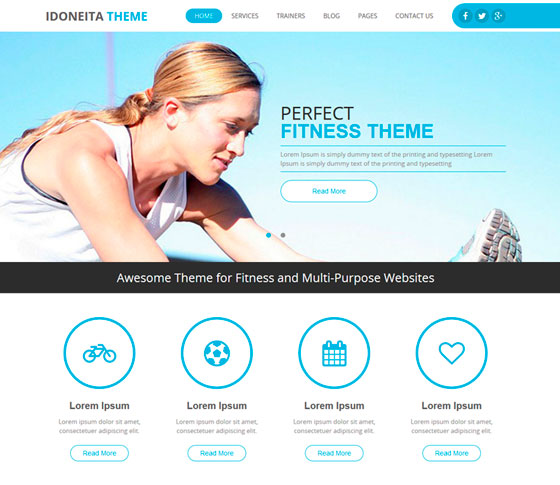 IDONEITA THEME
HOME SERVICES TRAINERS BLOG PAGES CONTACT US
PERFECT
FITNESS THEME
Lorem Ipsum is simply dummy text of the printing and typesetting Lorem
Ipsum is simply dummy text of the printing and typesetting
Read More
Awesome Theme for Fitness and Multi-Purpose Websites
Lorem Ipsum
Lorem ipsum dolor sit amet,
consectetuer adipiscing elit.
Read More
Lorem Ipsum
Lorem ipsum dolor sit amet,
consectetuer adipiscing elit.
Read More
Lorem Ipsum
Lorem ipsum dolor sit amet,
consectetuer adipiscing elit.
Read More
Lorem Ipsum
Lorem ipsum dolor sit amet,
consectetuer adipiscing elit.
Read More